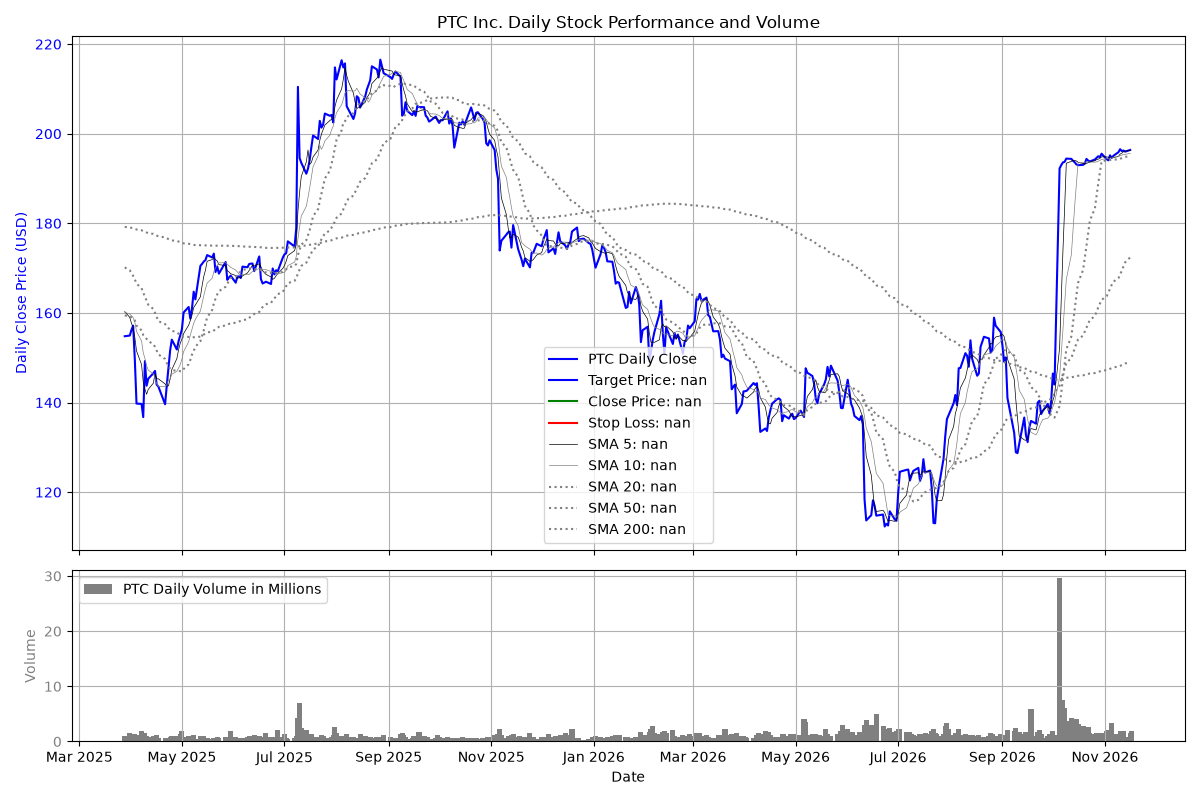 PTC Inc. Daily Stock Performance and Volume
Daily Close Price (USD)
220
200
180
160
140
120
PTC Daily Close
Target Price: nan
Close Price: nan
Stop Loss: nan
SMA 5: nan
SMA 10: nan
SMA 20: nan
SMA 50: nan
SMA 200: nan
Volume
30
20
10
0
PTC Daily Volume in Millions
Mar 2025
May 2025
Jul 2025
Sep 2025
Nov 2025
Jan 2026
Mar 2026
May 2026
Jul 2026
Sep 2026
Nov 2026
Date